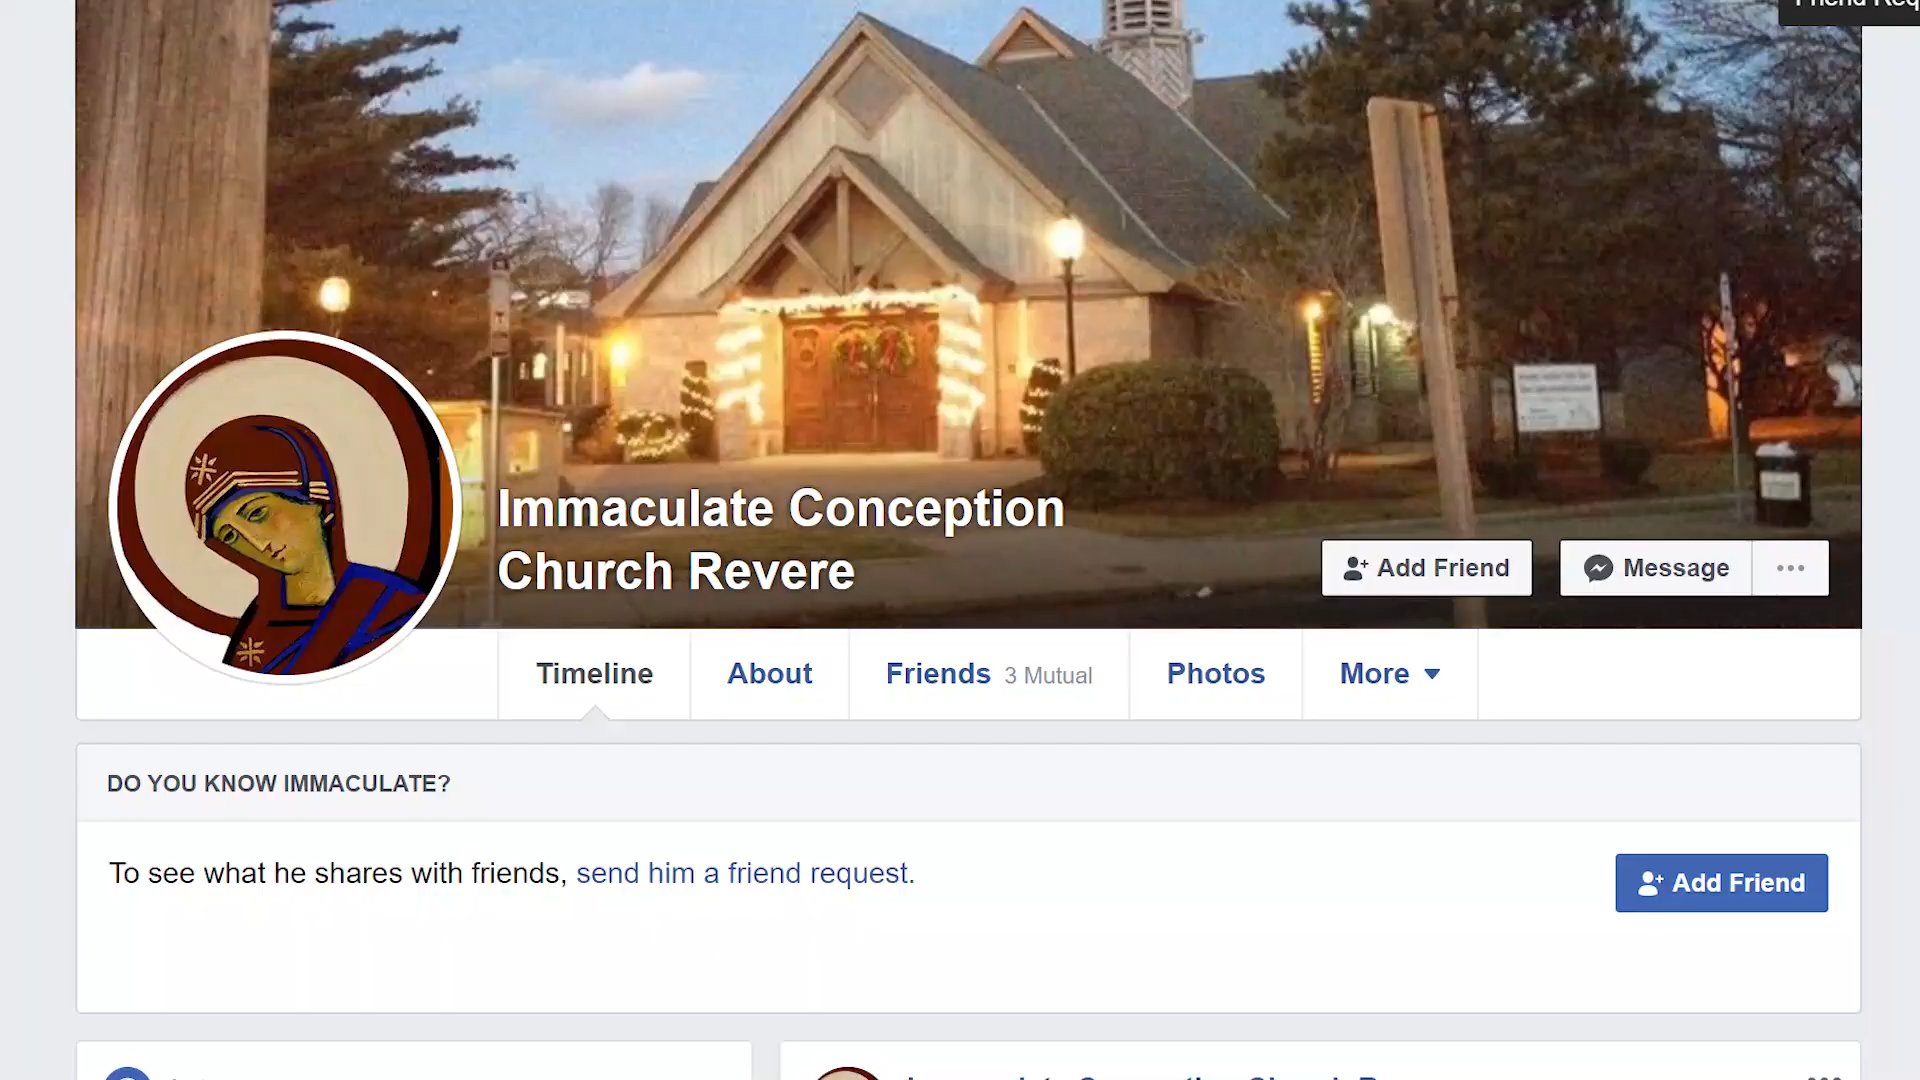 Immaculate Conception
Church Revere
Add Friend
Message
Timeline
About
Friends 3 Mutual
Photos
More
DO YOU KNOW IMMACULATE?
To see what he shares with friends, send him a friend request.
Add Friend